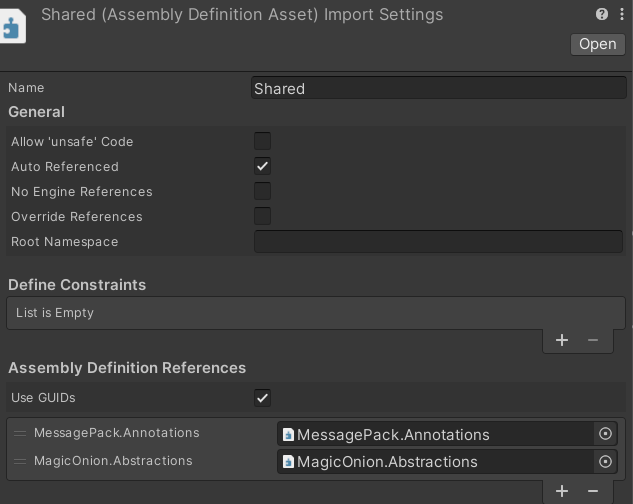 Shared (Assembly Definition Asset) Import Settings
Open
Name Shared
General
Allow 'unsafe' Code
Auto Referenced
No Engine References
Override References
Root Namespace
Define Constraints
List is Empty
Assembly Definition References
Use GUIDs
MessagePack.Annotations MessagePack.Annotations
MagicOnion.Abstractions MagicOnion.Abstractions